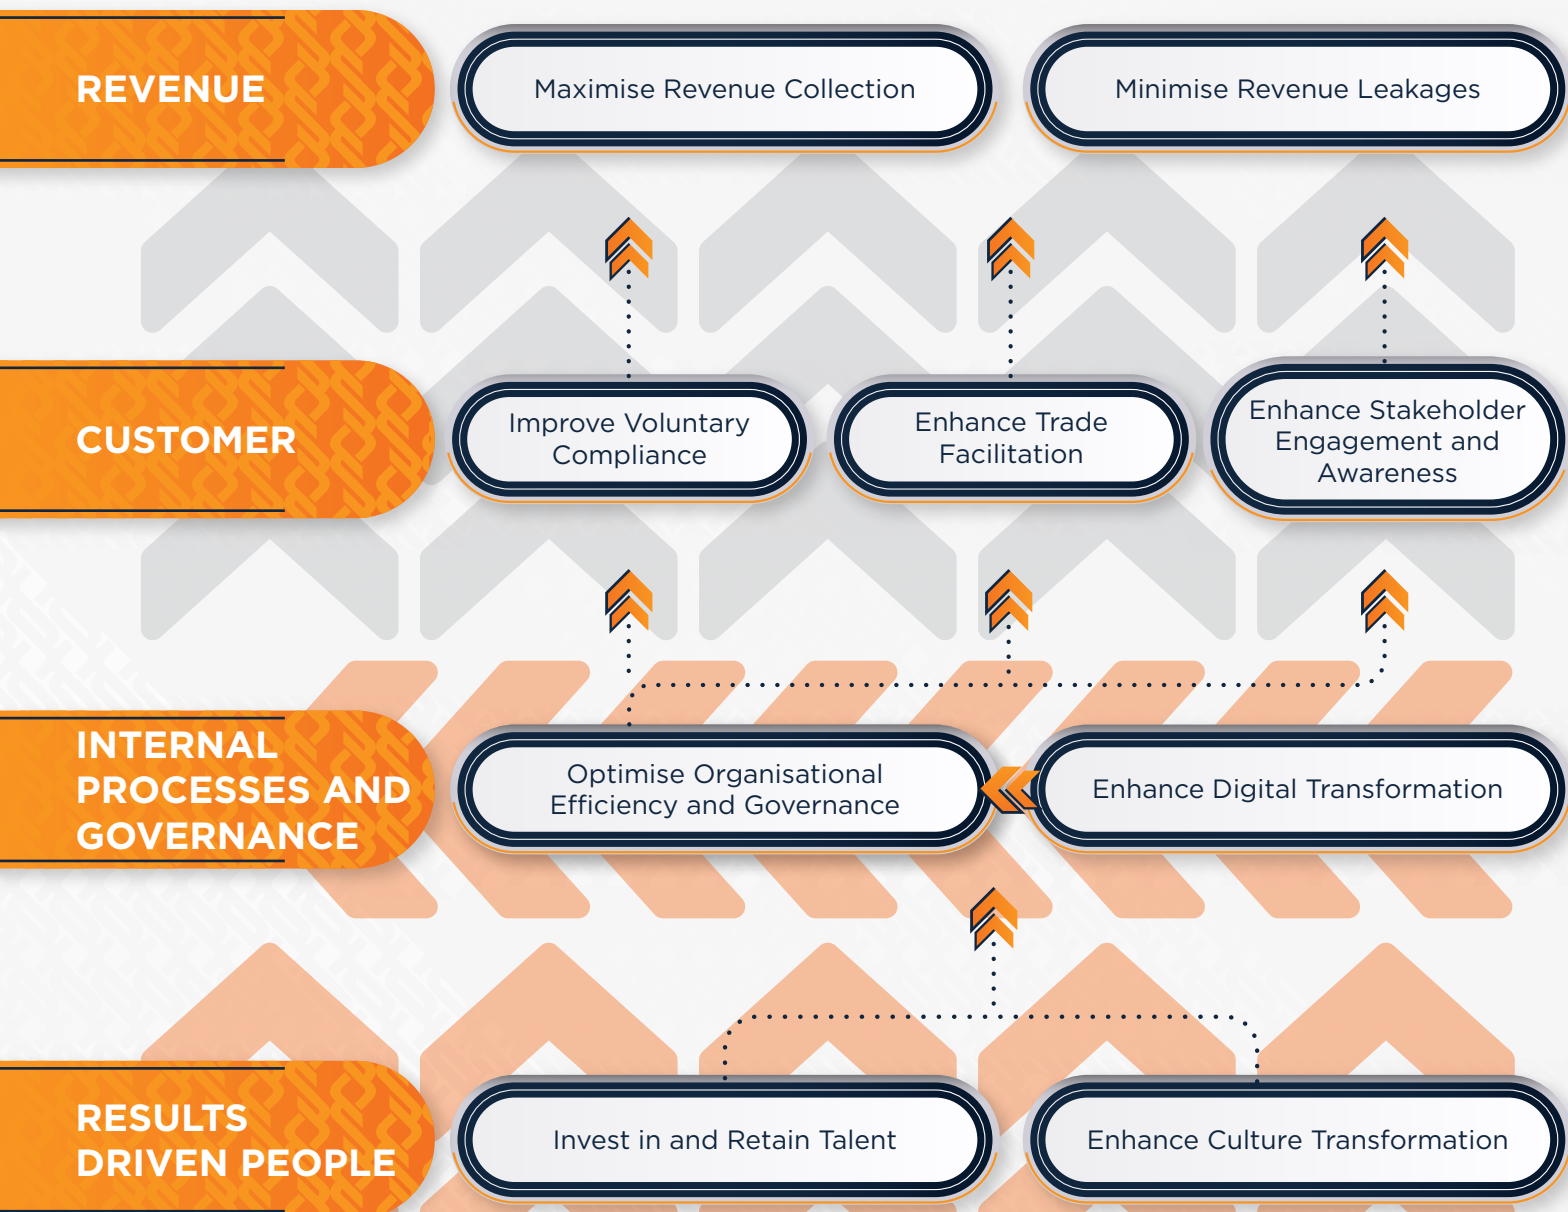 REVENUE
Maximise Revenue Collection
Minimise Revenue Leakages
CUSTOMER
Improve Voluntary
Compliance
Enhance Trade
Facilitation
Enhance Stakeholder
Engagement and
Awareness
INTERNAL
PROCESSES AND
GOVERNANCE
Optimise Organisational
Efficiency and Governance
Enhance Digital Transformation
RESULTS
DRIVEN PEOPLE
Invest in and Retain Talent
Enhance Culture Transformation